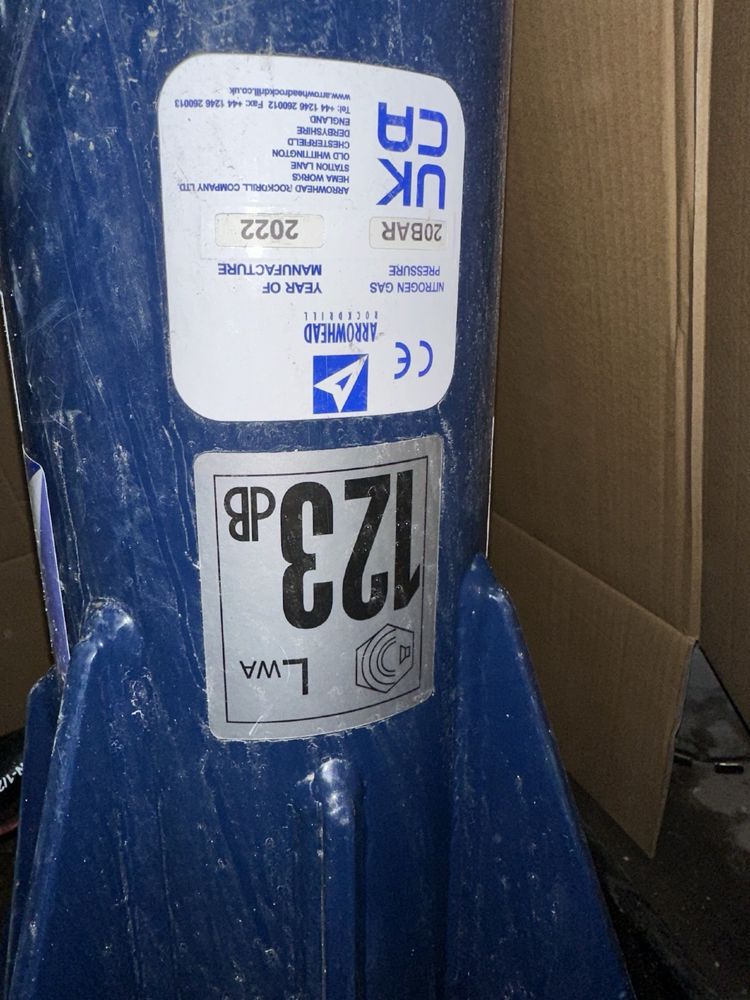 LWA
123 dB
CE
ARROWHEAD
ROCKDRILL
NITROGEN GAS
PRESSURE
YEAR OF
MANUFACTURE
20BAR
2022
UK
CA
ARROWHEAD ROCKDRILL COMPANY LTD
HEMA WORKS
STATION LANE
OLD WHITTINGTON
CHESTERFIELD
DERBYSHIRE
ENGLAND
Tel: +44 1246 260012 Fax: +44 1246 260013
www.arrowheadrockdrill.co.uk